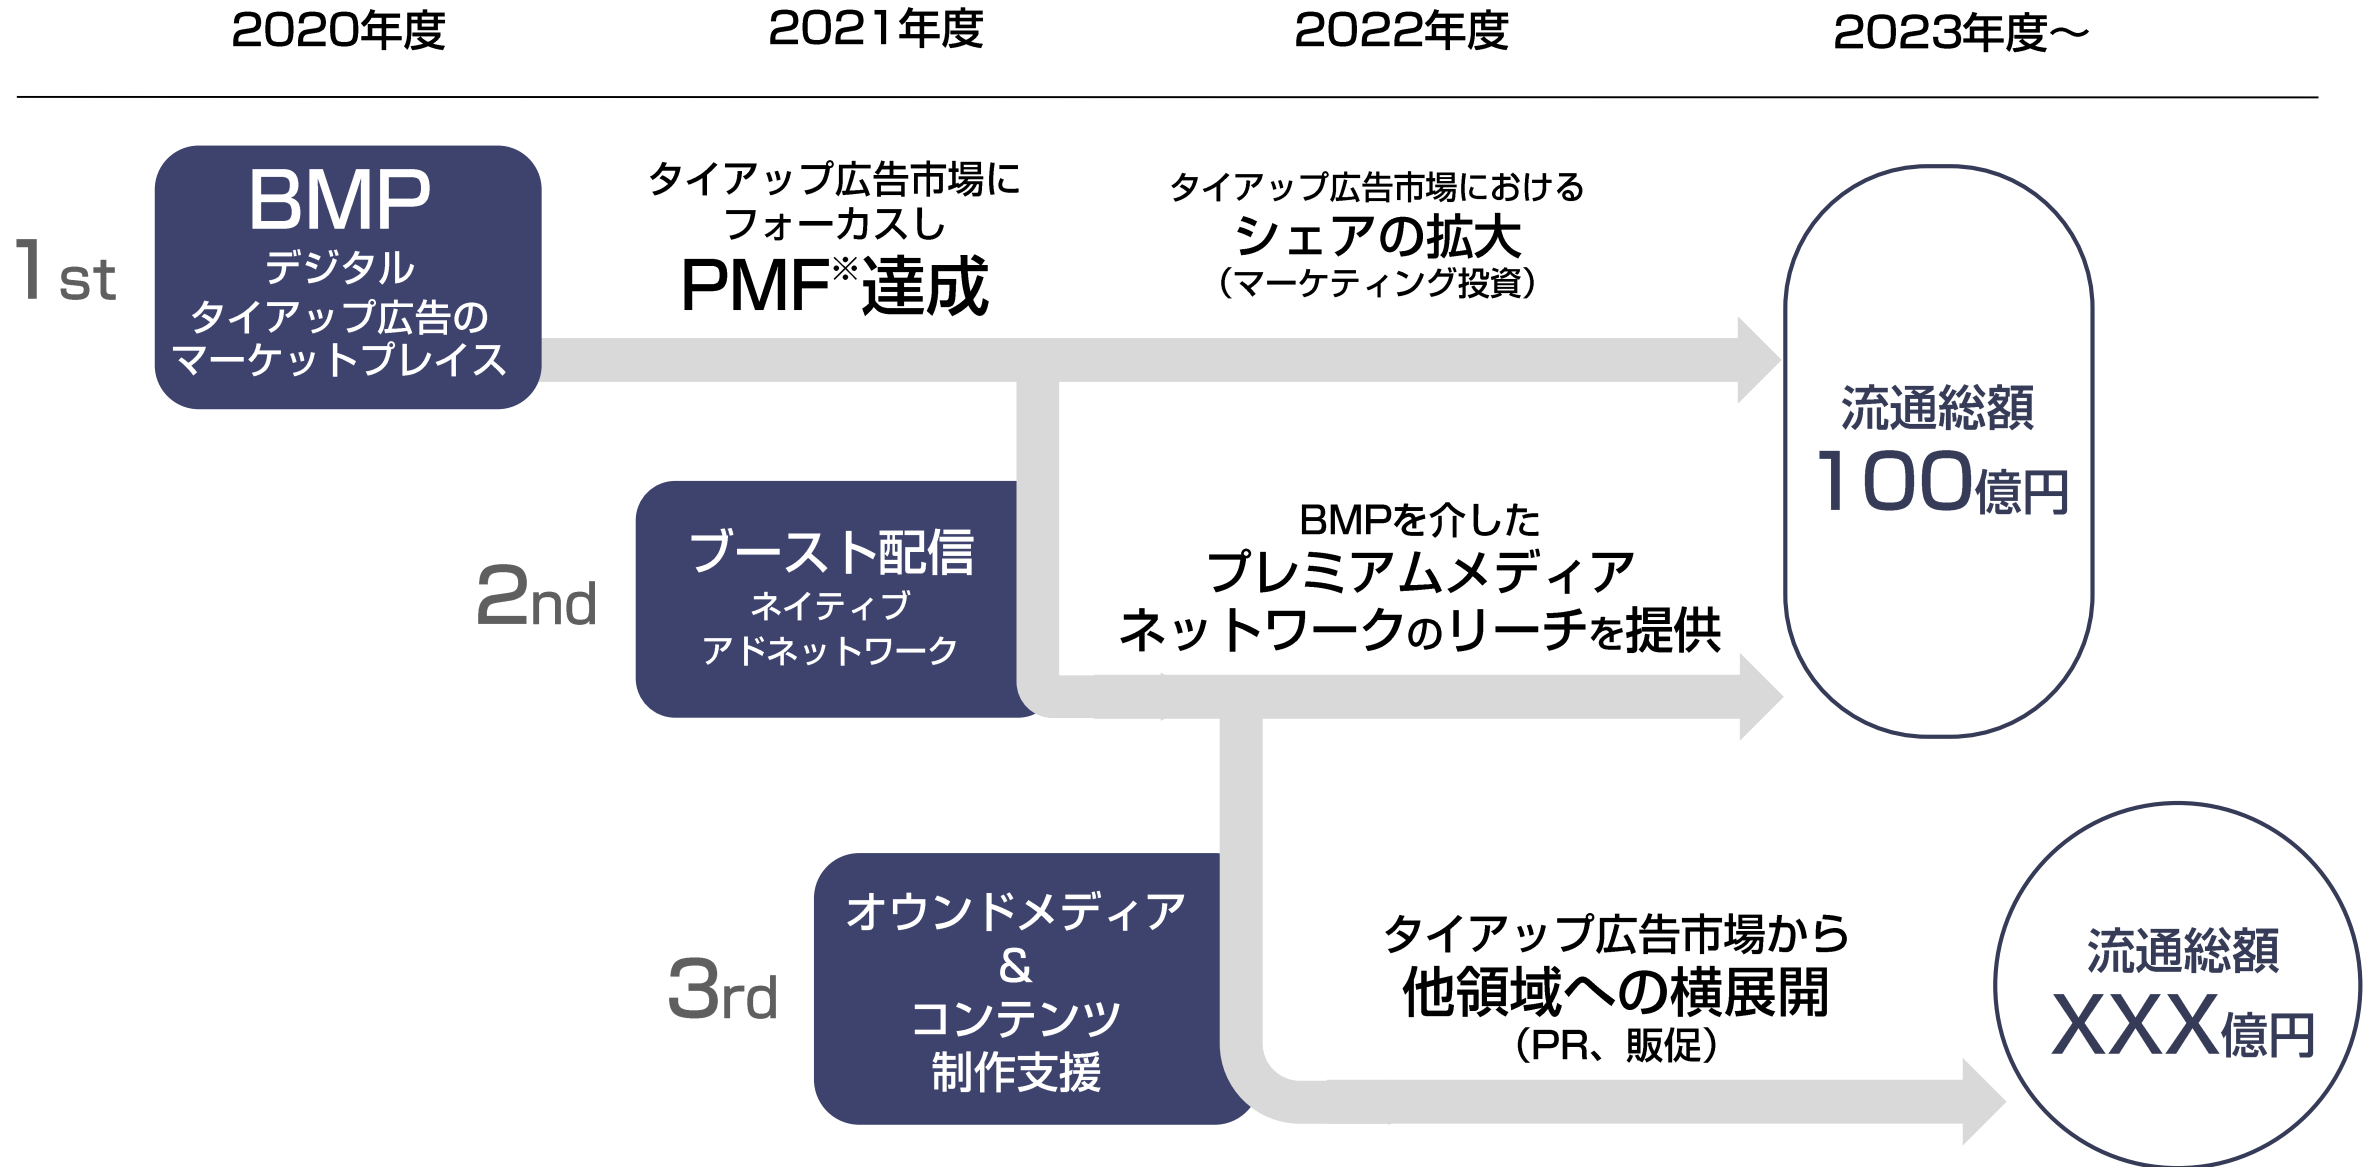 2020年度
2021年度
2022年度
2023年度～
1st
BMP
デジタル
タイアップ広告の
マーケットプレイス
タイアップ広告市場に
フォーカスし
PMF※達成
タイアップ広告市場における
シェアの拡大
（マーケティング投資）
流通総額
100億円
2nd
ブースト配信
ネイティブ
アドネットワーク
BMPを介した
プレミアムメディア
ネットワークのリーチを提供
3rd
オウンドメディア
&
コンテンツ
制作支援
タイアップ広告市場から
他領域への横展開
（PR、販促）
流通総額
XXX億円